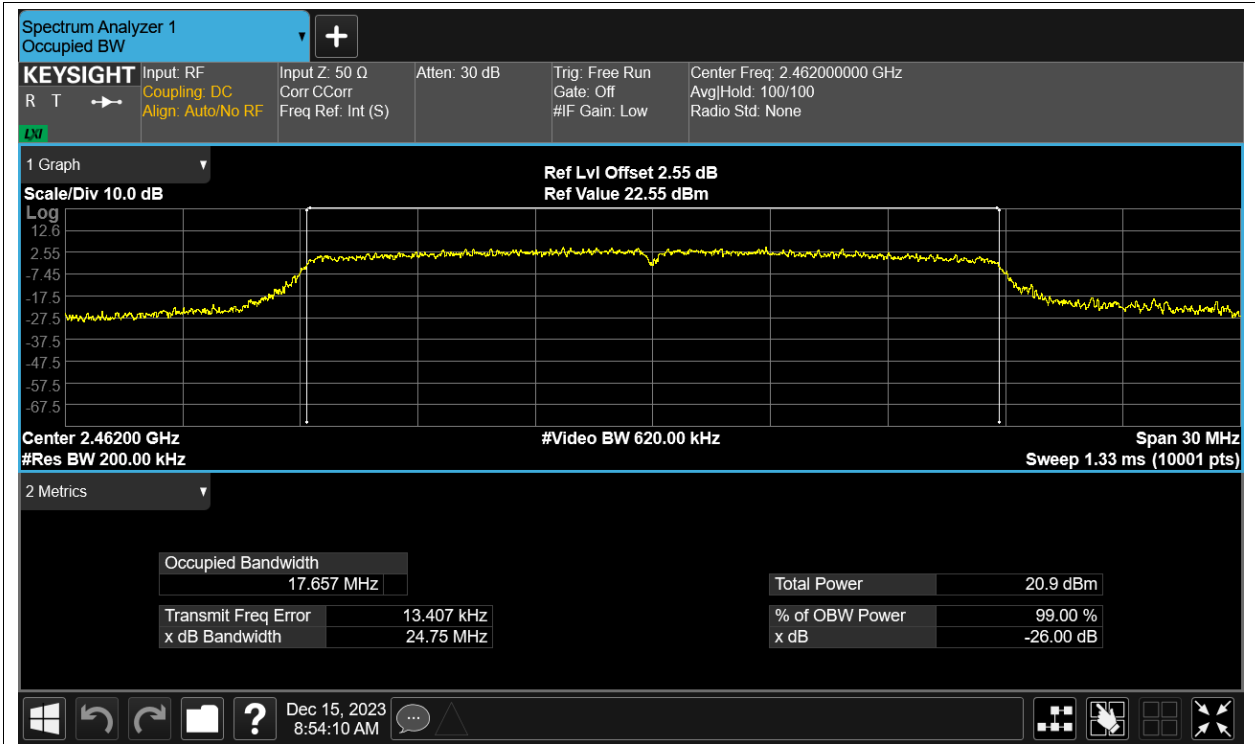 Spectrum Analyzer 1
Occupied BW
KEYSIGHT
R T
LXI
Input: RF
Coupling: DC
Align: Auto/No RF
Input Z: 50 Ω
Corr CCorr
Freq Ref: Int (S)
Atten: 30 dB
Trig: Free Run
Gate: Off
#IF Gain: Low
Center Freq: 2.462000000 GHz
Avg|Hold: 100/100
Radio Std: None
1 Graph
Scale/Div 10.0 dB
Ref Lvl Offset 2.55 dB
Ref Value 22.55 dBm
Log
12.6
2.55
-7.45
-17.5
-27.5
-37.5
-47.5
-57.5
-67.5
Center 2.46200 GHz
#Res BW 200.00 kHz
#Video BW 620.00 kHz
Span 30 MHz
Sweep 1.33 ms (10001 pts)
2 Metrics
Occupied Bandwidth
17.657 MHz
Transmit Freq Error 13.407 kHz
x dB Bandwidth 24.75 MHz
Total Power 20.9 dBm
% of OBW Power 99.00 %
x dB -26.00 dB
?
Dec 15, 2023
8:54:10 AM